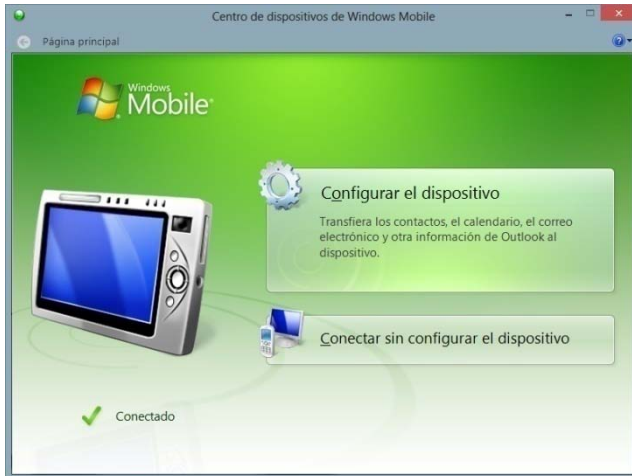 Centro de dispositivos de Windows Mobile
Página principal
Windows
Mobile
Configurar el dispositivo
Transfiera los contactos, el calendario, el correo
electrónico y otra información de Outlook al
dispositivo.
Conectar sin configurar el dispositivo
Conectado